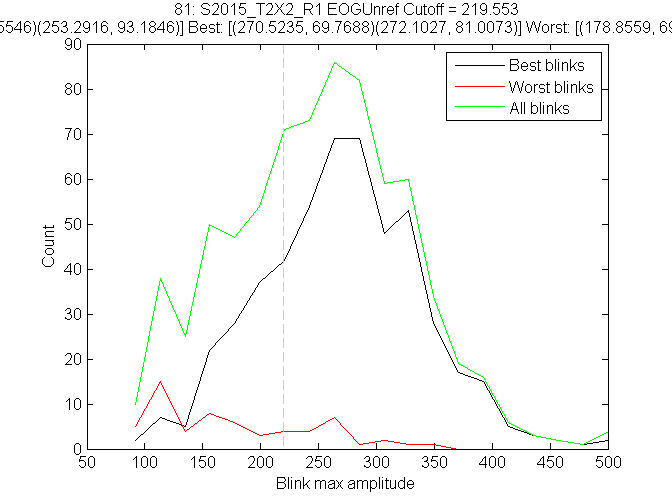 81: S2015_T2X2_R1 EOGUnref Cutoff = 219.553
5546)(253.2916, 93.1846)] Best: [(270.5235, 69.7688)(272.1027, 81.0073)] Worst: [(178.8559, 69
90
80
70
60
50
40
30
20
10
0
Count
Best blinks
Worst blinks
All blinks
50 100 150 200 250 300 350 400 450 500
Blink max amplitude